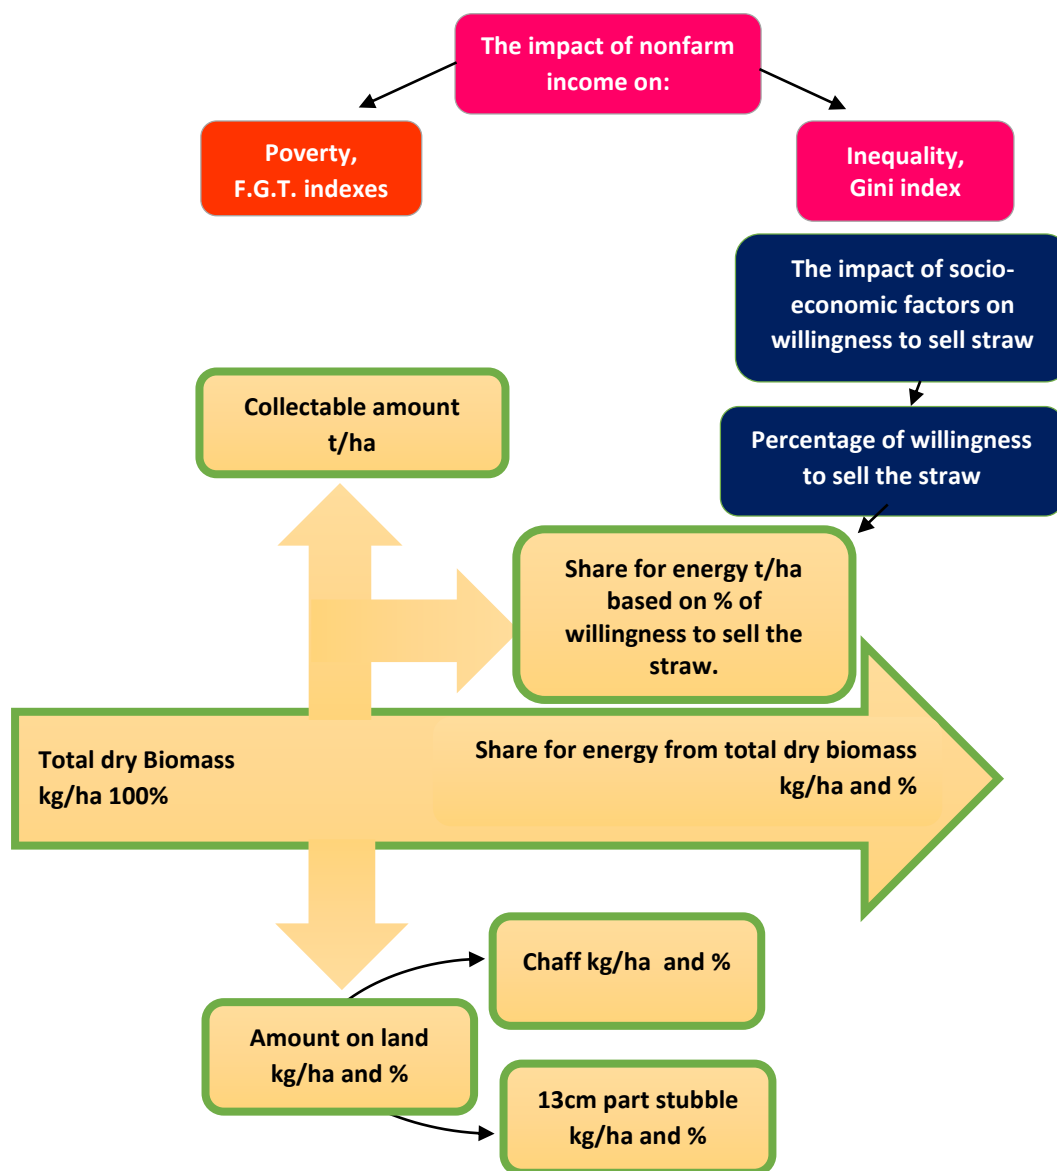 The impact of nonfarm
income on:
Poverty,
F.G.T. indexes
Inequality,
Gini index
The impact of socio-
economic factors on
willingness to sell straw
Collectable amount
t/ha
Percentage of willingness
to sell the straw
Share for energy t/ha
based on % of
willingness to sell the
straw.
Total dry Biomass
kg/ha 100%
Share for energy from total dry biomass
kg/ha and %
Chaff kg/ha  and %
Amount on land
kg/ha and %
13cm part stubble
kg/ha and %